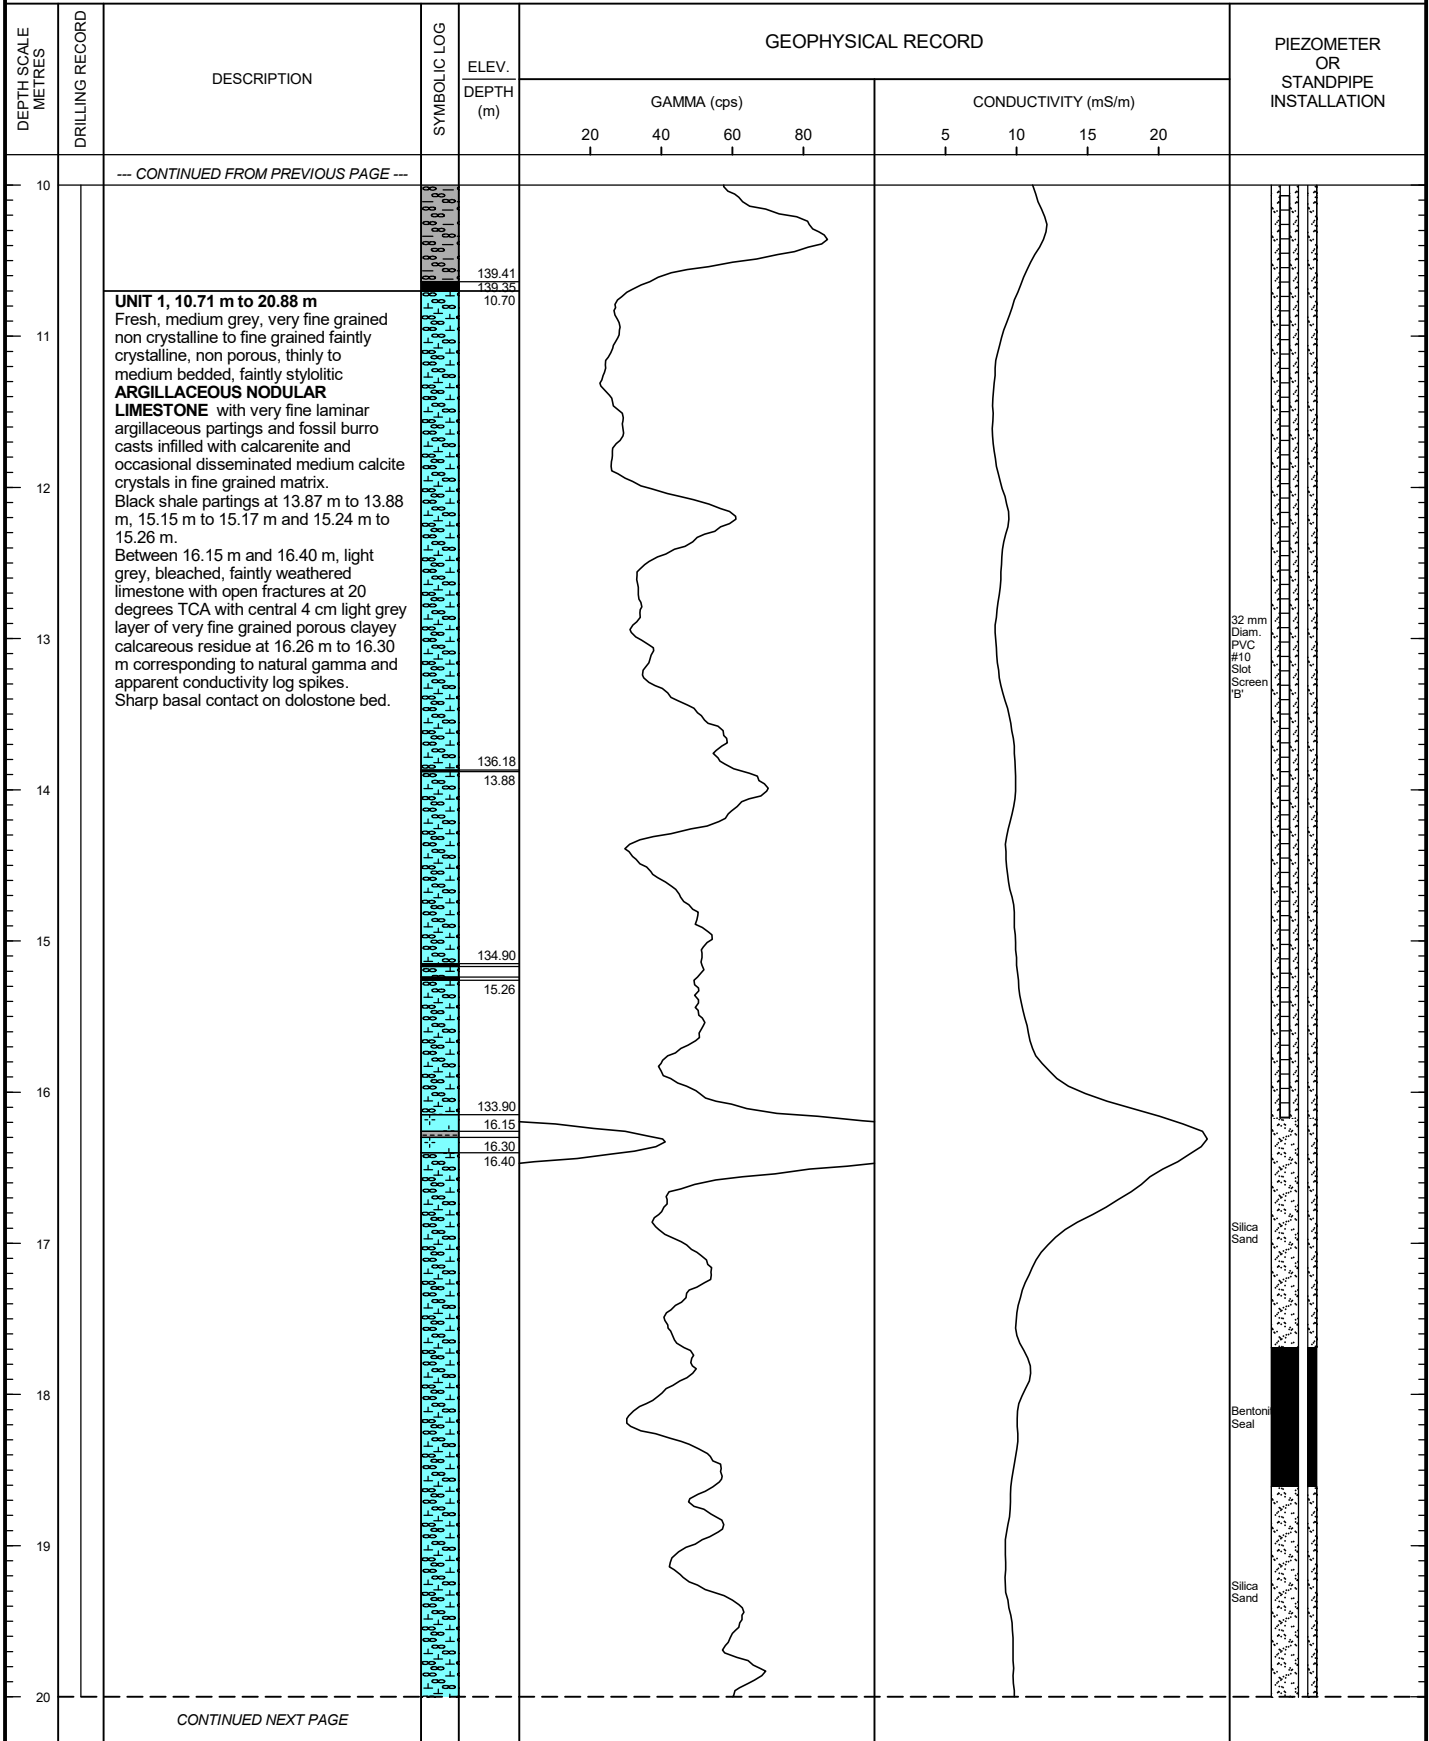 DEPTH SCALE
METRES
DRILLING RECORD
DESCRIPTION
SYMBOLIC LOG
ELEV.
DEPTH
(m)
GEOPHYSICAL RECORD
GAMMA (cps)
20 40 60 80
CONDUCTIVITY (mS/m)
5 10 15 20
PIEZOMETER
OR
STANDPIPE
INSTALLATION
--- CONTINUED FROM PREVIOUS PAGE ---
10
139.41
139.35
10.70
UNIT 1, 10.71 m to 20.88 m
Fresh, medium grey, very fine grained
non crystalline to fine grained faintly
crystalline, non porous, thinly to
medium bedded, faintly stylolitic
ARGILLACEOUS NODULAR
LIMESTONE with very fine laminar
argillaceous partings and fossil burro
casts infilled with calcarenite and
occasional disseminated medium calcite
crystals in fine grained matrix.
Black shale partings at 13.87 m to 13.88
m, 15.15 m to 15.17 m and 15.24 m to
15.26 m.
Between 16.15 m and 16.40 m, light
grey, bleached, faintly weathered
limestone with open fractures at 20
degrees TCA with central 4 cm light grey
layer of very fine grained porous clayey
calcareous residue at 16.26 m to 16.30
m corresponding to natural gamma and
apparent conductivity log spikes.
Sharp basal contact on dolostone bed.
11
12
13
32 mm
Diam.
PVC
#10
Slot
Screen
'B'
136.18
13.88
14
15
134.90
15.26
16
133.90
16.15
16.30
16.40
17
Silica
Sand
18
Bentoni
Seal
19
Silica
Sand
20
CONTINUED NEXT PAGE